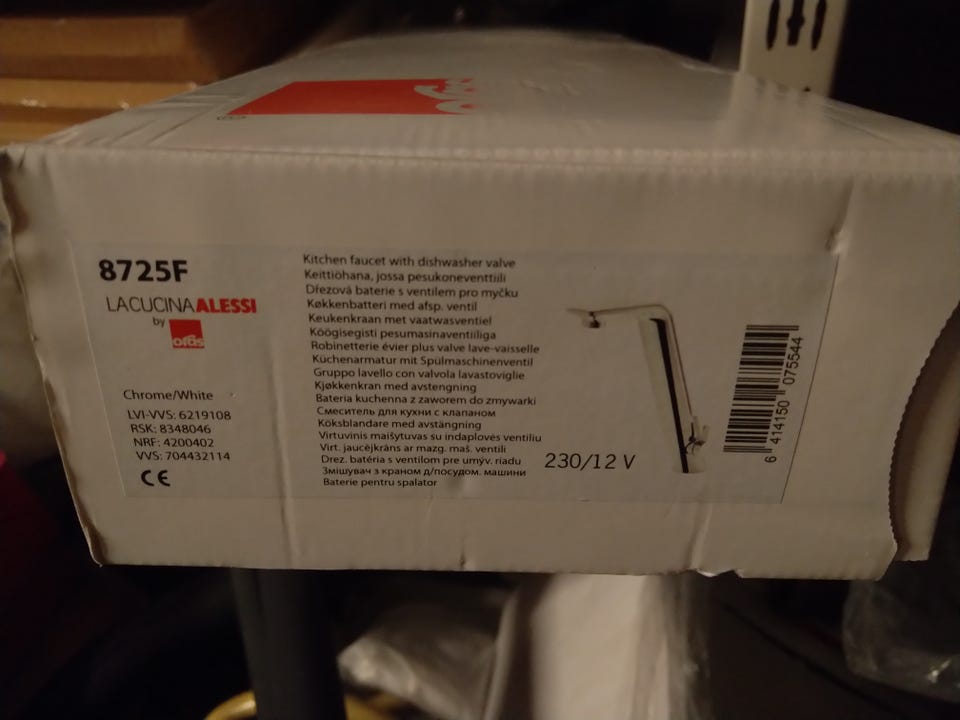 oras
8725F
LACUCINAALESSI
by
oras
Chrome/White
LVI-VVS: 6219108
RSK: 8348046
NRF: 4200402
VVS: 704432114
CE
Kitchen faucet with dishwasher valve
Keittiöhana, jossa pesukoneventtiili
Dřezová baterie s ventilem pro myčku
Køkkenbatteri med afsp. ventil
Keukenkraan met vaatwasventiel
Köögisegisti pesumasinaventiiliga
Robinetterie évier plus valve lave-vaisselle
Küchenarmatur mit Spülmaschinenventil
Gruppo lavello con valvola lavastoviglie
Kjøkkenkran med avstengning
Bateria kuchenna z zaworem do zmywarki
Смеситель для кухни с клапаном
Köksblandare med avstängning
Virtuvinis maišytuvas su indaplovės ventiliu
Virt. jaucējkrāns ar mazg. maš. ventili
Drez. batéria s ventilom pre umýv. riadu
Змішувач з краном д/посудом. машини
Baterie pentru spalator
230/12 V
6 414150 075544